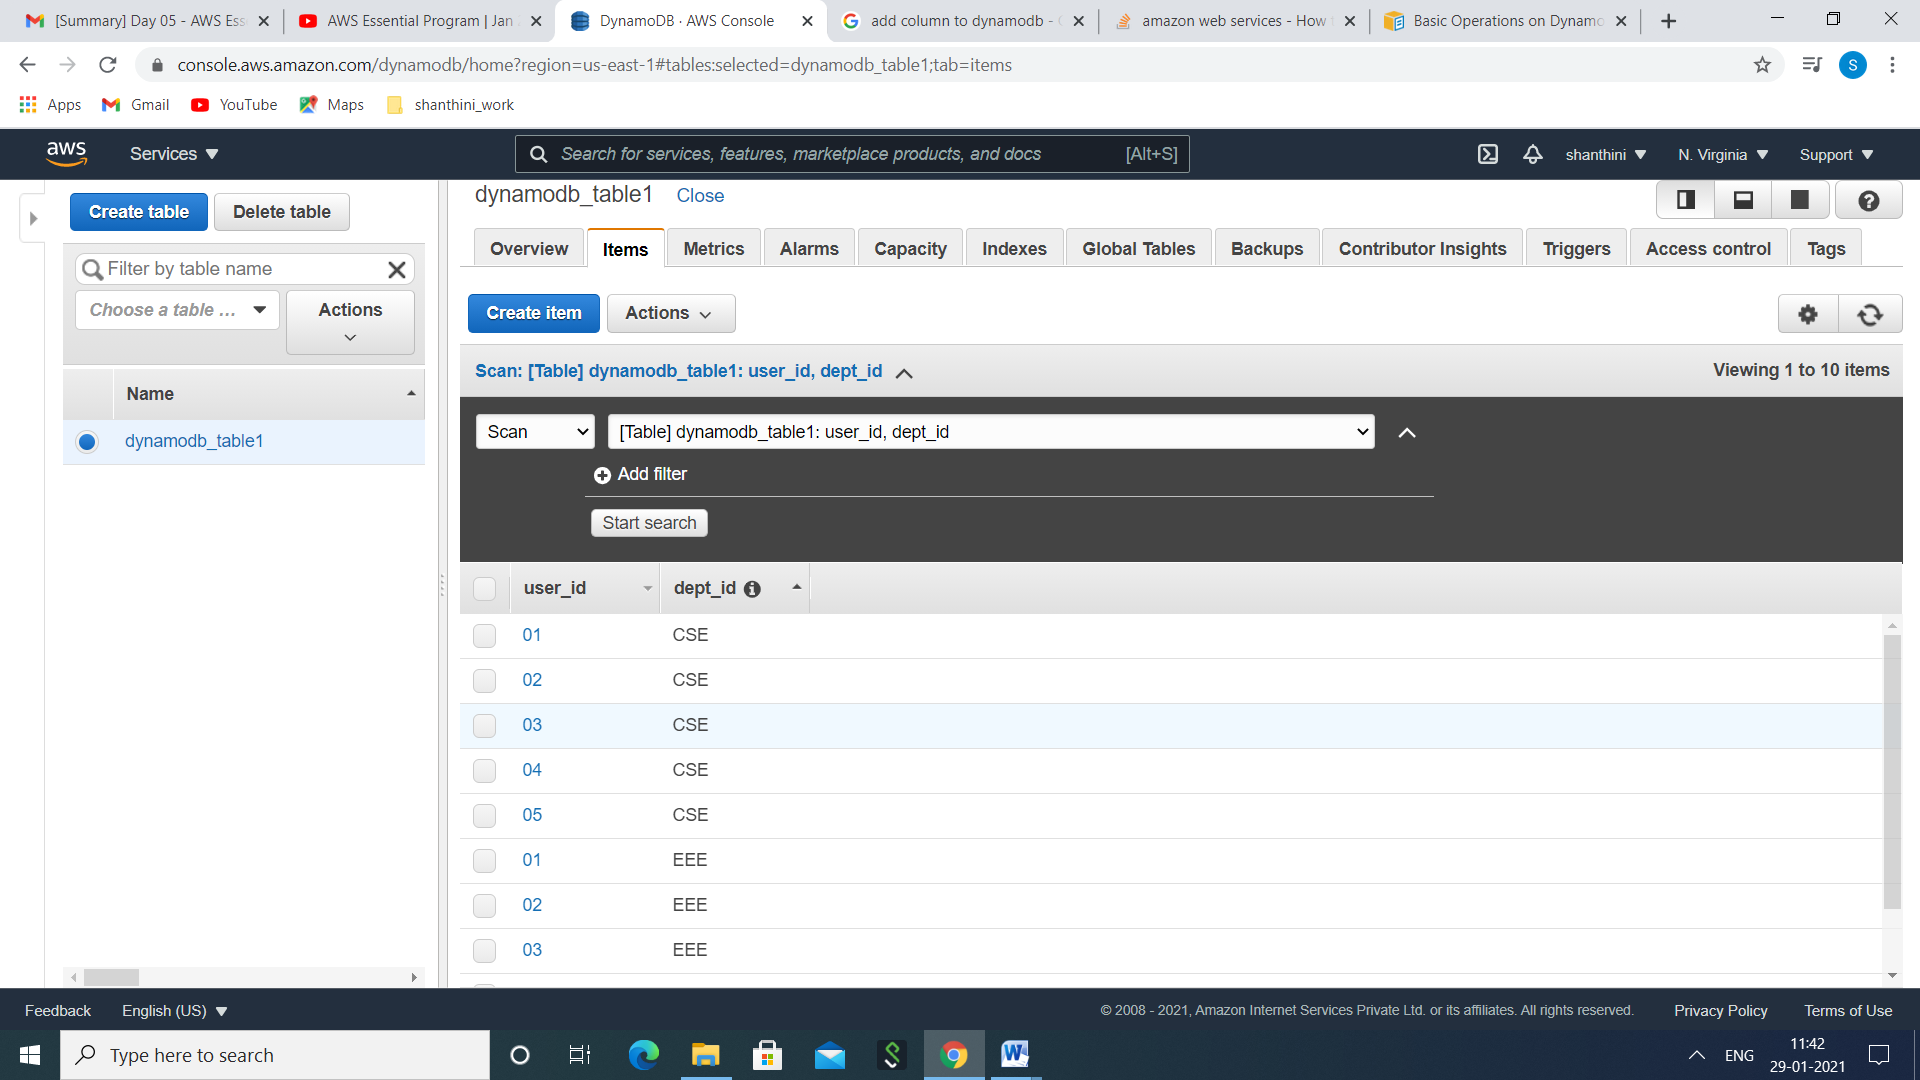 [Summary] Day 05 - AWS Ess
AWS Essential Program | Jan
DynamoDB · AWS Console
add column to dynamodb -
amazon web services - How
Basic Operations on Dynamo
console.aws.amazon.com/dynamodb/home?region=us-east-1#tables:selected=dynamodb_table1;tab=items
S
Apps
Gmail
YouTube
Maps
shanthini_work
aws
Services
Search for services, features, marketplace products, and docs
[Alt+S]
shanthini
N. Virginia
Support
Create table
Delete table
Filter by table name
Choose a table ...
Actions
Name
dynamodb_table1
dynamodb_table1
Close
Overview
Items
Metrics
Alarms
Capacity
Indexes
Global Tables
Backups
Contributor Insights
Triggers
Access control
Tags
Create item
Actions
Scan: [Table] dynamodb_table1: user_id, dept_id
Viewing 1 to 10 items
Scan
[Table] dynamodb_table1: user_id, dept_id
Add filter
Start search
user_id dept_id
01 CSE
02 CSE
03 CSE
04 CSE
05 CSE
01 EEE
02 EEE
03 EEE
Feedback
English (US)
© 2008 - 2021, Amazon Internet Services Private Ltd. or its affiliates. All rights reserved.
Privacy Policy
Terms of Use
Type here to search
ENG
11:42
29-01-2021